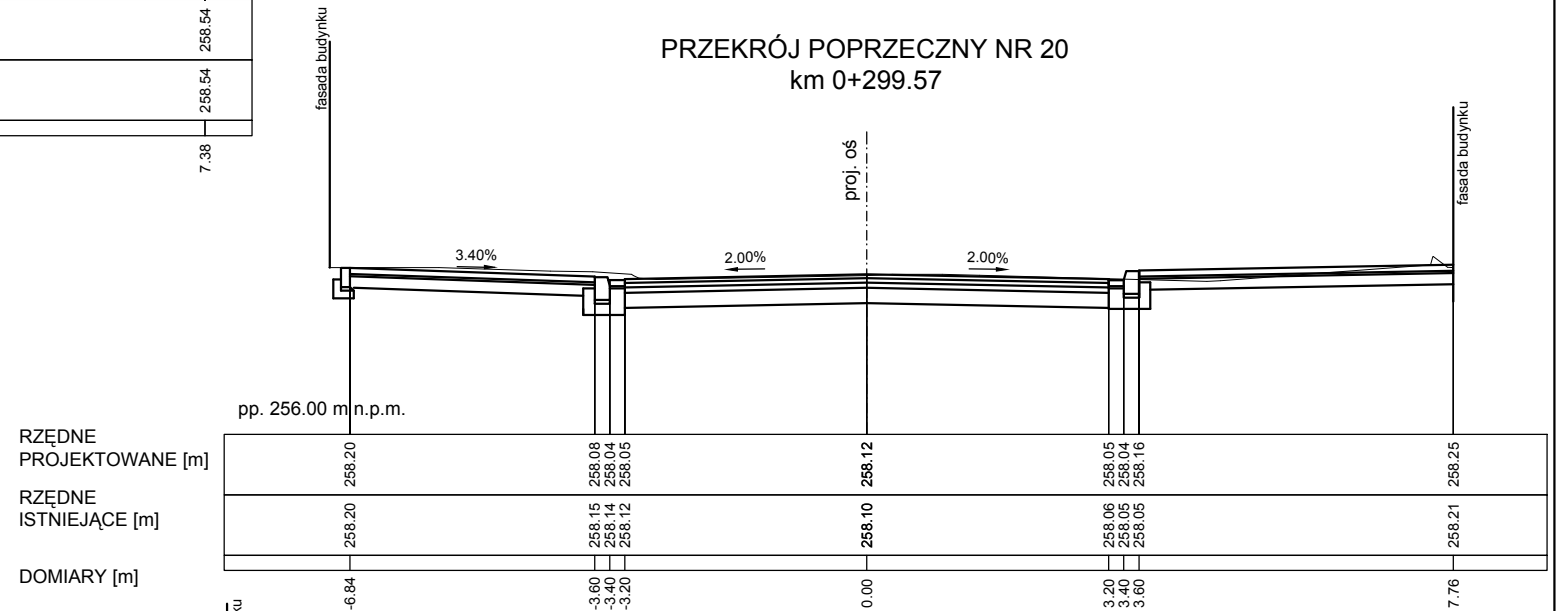 258.54
258.54
7.38
fasada budynku
PRZEKRÓJ POPRZECZNY NR 20
km 0+299.57
proj. oś
fasada budynku
3.40%
2.00%
2.00%
pp. 256.00 m n.p.m.
RZĘDNE
PROJEKTOWANE [m]
258.20
258.08
258.04
258.05
258.12
258.05
258.04
258.16
258.25
RZĘDNE
ISTNIEJĄCE [m]
258.20
258.15
258.14
258.12
258.10
258.06
258.05
258.05
258.21
DOMIARY [m]
-6.84
-3.60
-3.40
-3.20
0.00
3.20
3.40
3.60
7.76
ku